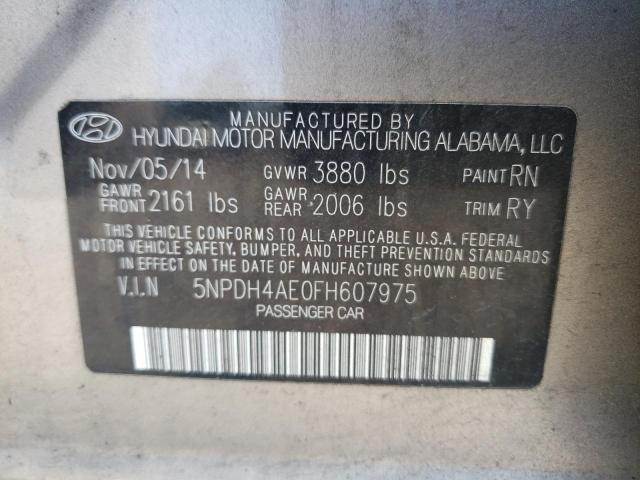 MANUFACTURED BY
HYUNDAI MOTOR MANUFACTURING ALABAMA, LLC
Nov/05/14 GVWR 3880 lbs PAINT RN
GAWR FRONT 2161 lbs GAWR REAR 2006 lbs TRIM RY
THIS VEHICLE CONFORMS TO ALL APPLICABLE U.S.A. FEDERAL
MOTOR VEHICLE SAFETY, BUMPER, AND THEFT PREVENTION STANDARDS
IN EFFECT ON THE DATE OF MANUFACTURE SHOWN ABOVE
V.I.N 5NPDH4AE0FH607975
PASSENGER CAR